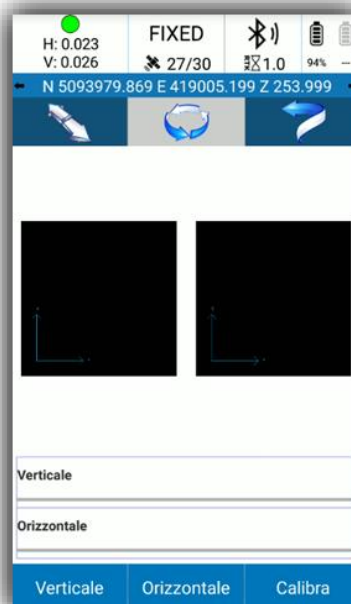 H: 0.023
V: 0.026
FIXED
27/30
1.0
94%
--
N 5093979.869 E 419005.199 Z 253.999
Verticale
Orizzontale
Verticale
Orizzontale
Calibra